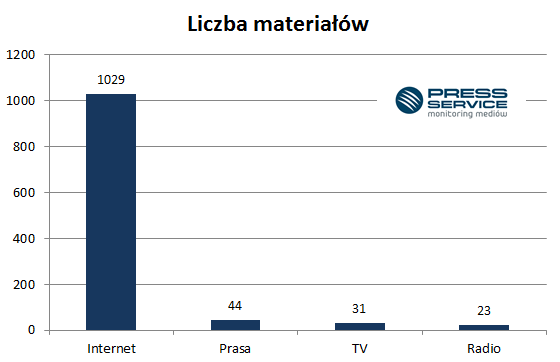 Liczba materiałów
1200
1000
800
600
400
200
0
1029
44
31
23
Internet
Prasa
TV
Radio
PRESS
SERVICE
monitoring mediów